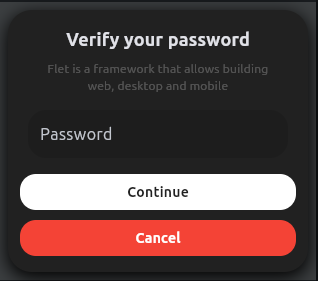 Verify your password
Flet is a framework that allows building
web, desktop and mobile
Password
Continue
Cancel